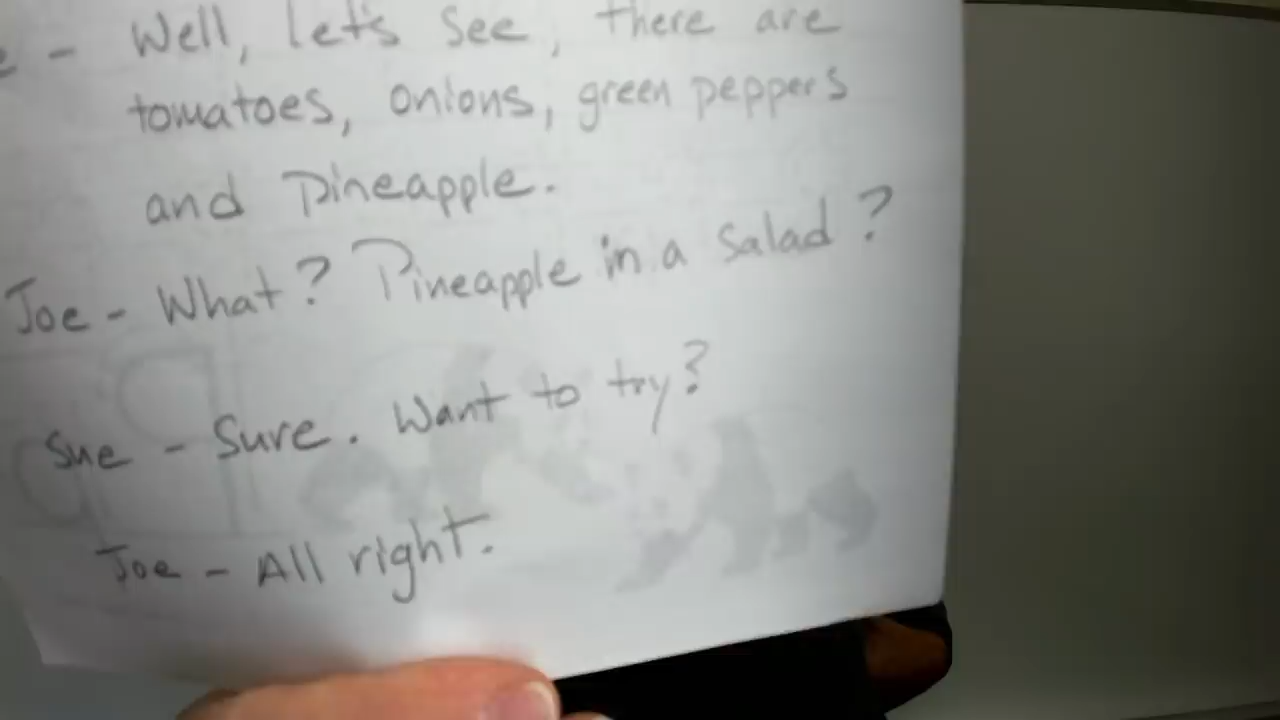 e - Well, let's see, there are
tomatoes, onions, green peppers
and Pineapple.
Joe - What? Pineapple in a salad?
Sue - Sure. Want to try?
Joe - All right.